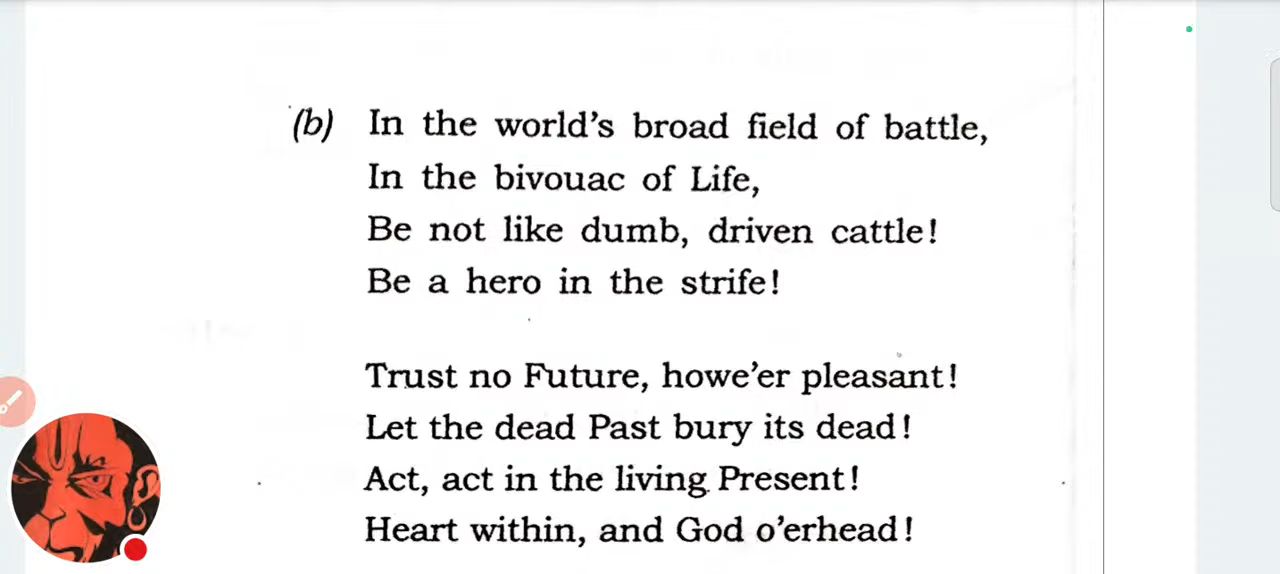 (b) In the world's broad field of battle,
In the bivouac of Life,
Be not like dumb, driven cattle!
Be a hero in the strife!
Trust no Future, howe'er pleasant!
Let the dead Past bury its dead!
Act, act in the living Present!
Heart within, and God o'erhead!